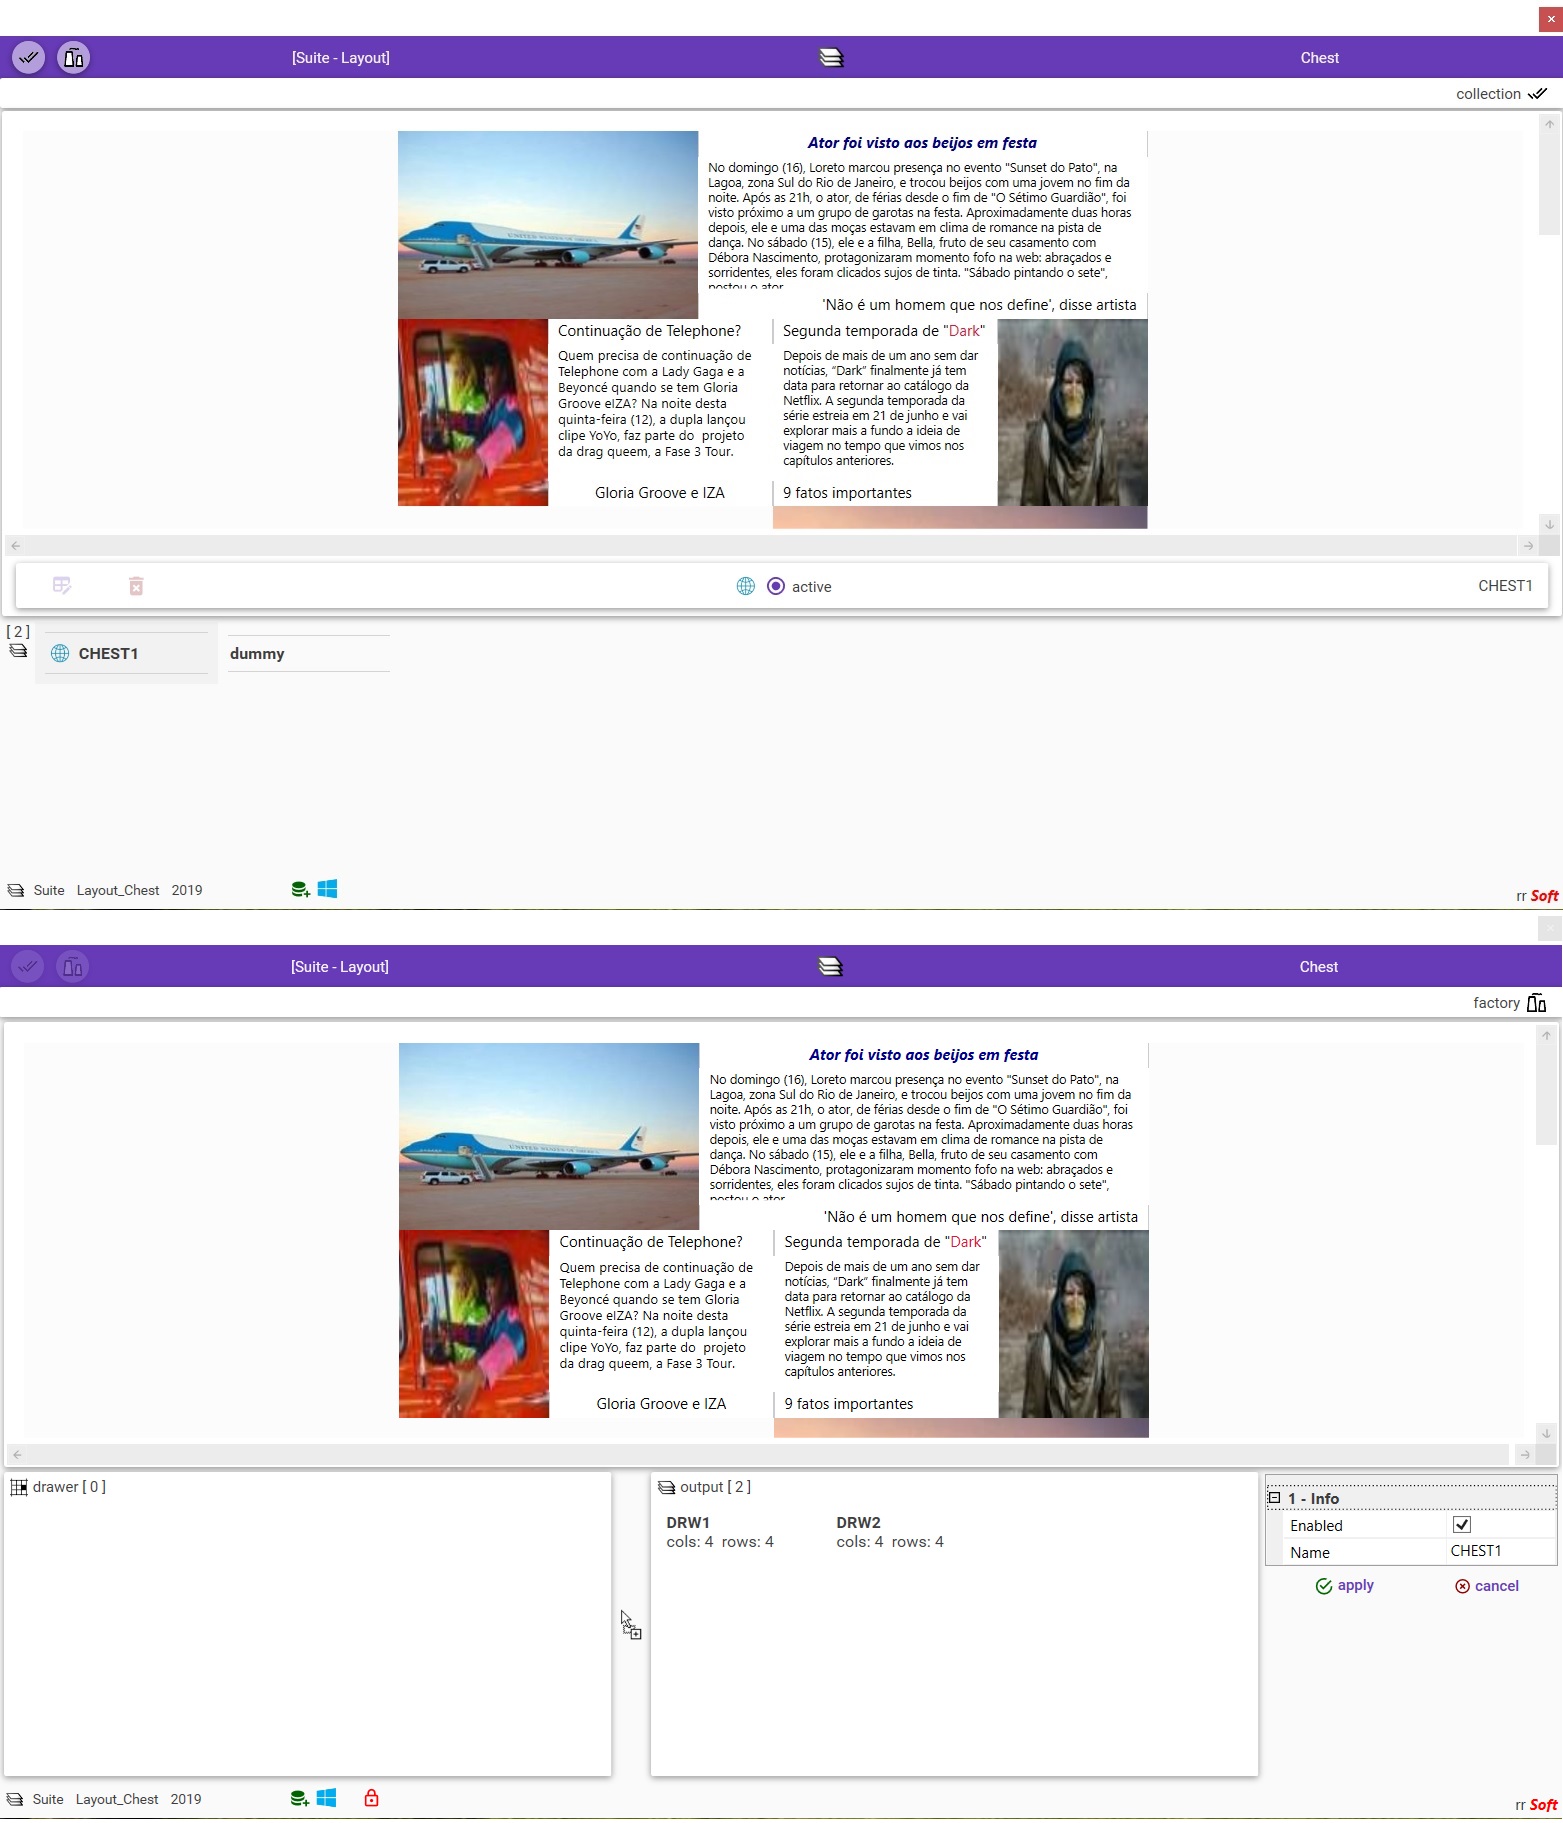 [Suite - Layout]
Chest
collection
Ator foi visto aos beijos em festa
No domingo (16), Loreto marcou presença no evento "Sunset do Pato", na
Lagoa, zona Sul do Rio de Janeiro, e trocou beijos com uma jovem no fim da
noite. Após as 21h, o ator, de férias desde o fim de "O Sétimo Guardião", foi
visto próximo a um grupo de garotas na festa. Aproximadamente duas horas
depois, ele e uma das moças estavam em clima de romance na pista de
dança. No sábado (15), ele e a filha, Bella, fruto de seu casamento com
Débora Nascimento, protagonizaram momento fofo na web: abraçados e
sorridentes, eles foram clicados sujos de tinta. "Sábado pintando o sete",
postou o ator
UNITED STATES OF AMERICA
'Não é um homem que nos define', disse artista
Continuação de Telephone?
Quem precisa de continuação de
Telephone com a Lady Gaga e a
Beyoncé quando se tem Gloria
Groove eIZA? Na noite desta
quinta-feira (12), a dupla lançou
clipe YoYo, faz parte do  projeto
da drag queem, a Fase 3 Tour.
Gloria Groove e IZA
Segunda temporada de "Dark"
Depois de mais de um ano sem dar
notícias, “Dark” finalmente já tem
data para retornar ao catálogo da
Netflix. A segunda temporada da
série estreia em 21 de junho e vai
explorar mais a fundo a ideia de
viagem no tempo que vimos nos
capítulos anteriores.
9 fatos importantes
active
CHEST1
[ 2 ]
CHEST1
dummy
Suite Layout_Chest 2019
rr Soft
[Suite - Layout]
Chest
factory
Ator foi visto aos beijos em festa
No domingo (16), Loreto marcou presença no evento "Sunset do Pato", na
Lagoa, zona Sul do Rio de Janeiro, e trocou beijos com uma jovem no fim da
noite. Após as 21h, o ator, de férias desde o fim de "O Sétimo Guardião", foi
visto próximo a um grupo de garotas na festa. Aproximadamente duas horas
depois, ele e uma das moças estavam em clima de romance na pista de
dança. No sábado (15), ele e a filha, Bella, fruto de seu casamento com
Débora Nascimento, protagonizaram momento fofo na web: abraçados e
sorridentes, eles foram clicados sujos de tinta. "Sábado pintando o sete",
postou o ator
UNITED STATES OF AMERICA
'Não é um homem que nos define', disse artista
Continuação de Telephone?
Quem precisa de continuação de
Telephone com a Lady Gaga e a
Beyoncé quando se tem Gloria
Groove eIZA? Na noite desta
quinta-feira (12), a dupla lançou
clipe YoYo, faz parte do  projeto
da drag queem, a Fase 3 Tour.
Gloria Groove e IZA
Segunda temporada de "Dark"
Depois de mais de um ano sem dar
notícias, “Dark” finalmente já tem
data para retornar ao catálogo da
Netflix. A segunda temporada da
série estreia em 21 de junho e vai
explorar mais a fundo a ideia de
viagem no tempo que vimos nos
capítulos anteriores.
9 fatos importantes
drawer [ 0 ]
output [ 2 ]
DRW1
cols: 4  rows: 4
DRW2
cols: 4  rows: 4
1 - Info
Enabled
Name CHEST1
apply
cancel
Suite Layout_Chest 2019
rr Soft